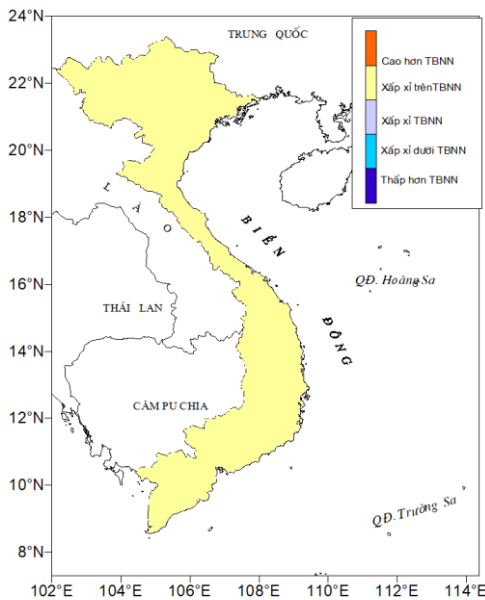 24°N
22°N
20°N
18°N
16°N
14°N
12°N
10°N
8°N
TRUNG QUỐC
Cao hơn TBNN
Xấp xỉ trênTBNN
Xấp xỉ TBNN
Xấp xỉ dưới TBNN
Thấp hơn TBNN
LÀO
BIỂN
QĐ. Hoàng Sa
THÁI LAN
ĐÔNG
CĂM PU CHIA
QĐ. Trường Sa
102°E 104°E 106°E 108°E 110°E 112°E 114°E